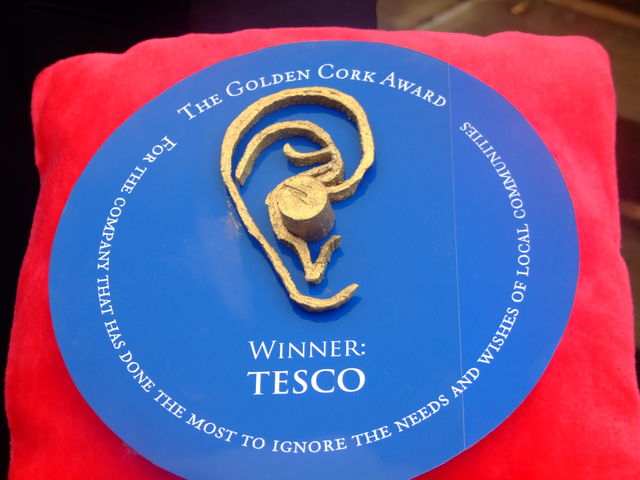 The Golden Cork Award
For the company that has done the most to ignore the needs and wishes of local communities
Winner:
TESCO